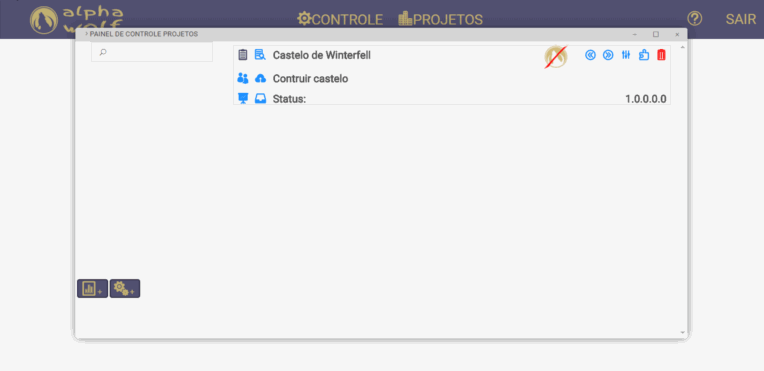 alpha
wolf
CONTROLE
PROJETOS
SAIR
PAINEL DE CONTROLE PROJETOS
Castelo de Winterfell
Contruir castelo
Status:
1.0.0.0.0